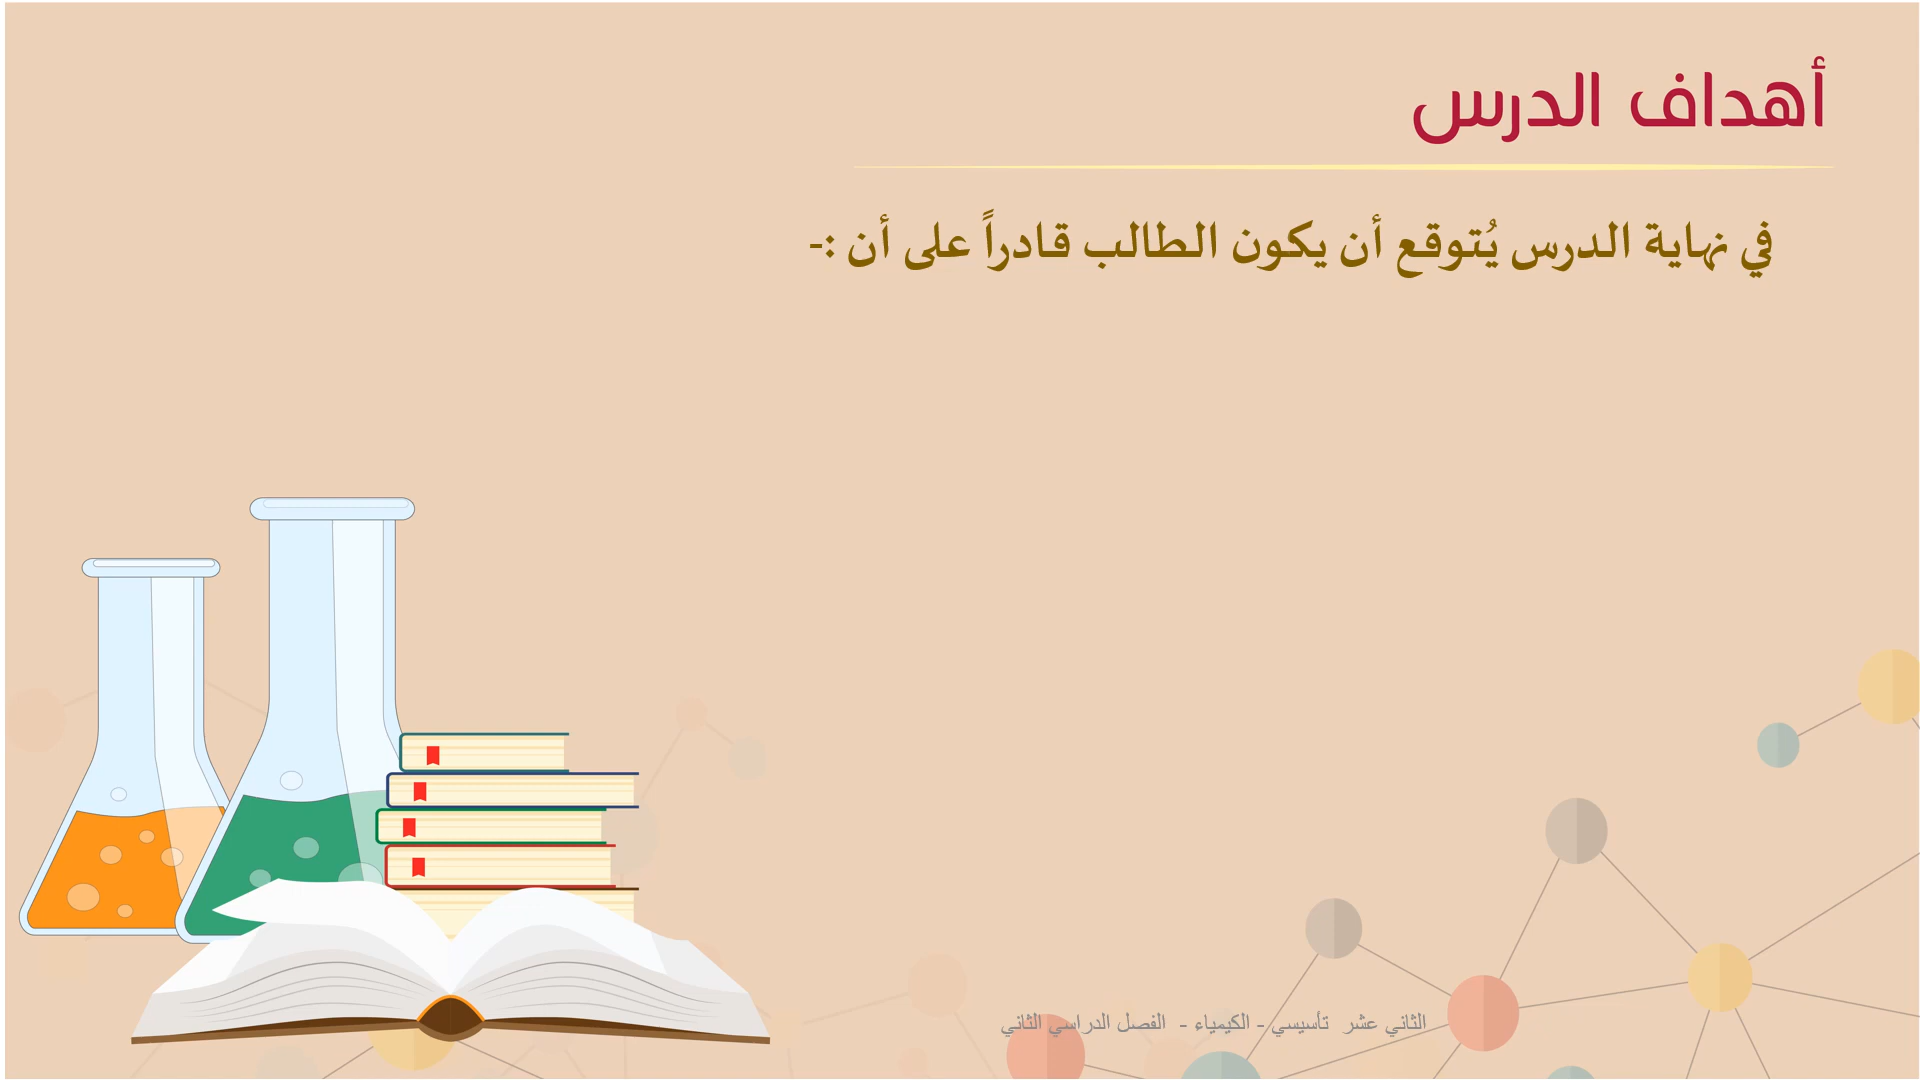 أهداف الدرس
في نهاية الدرس يُتوقع أن يكون الطالب قادراً على أن :-
الثاني عشر تأسيسي - الكيمياء - الفصل الدراسي الثاني